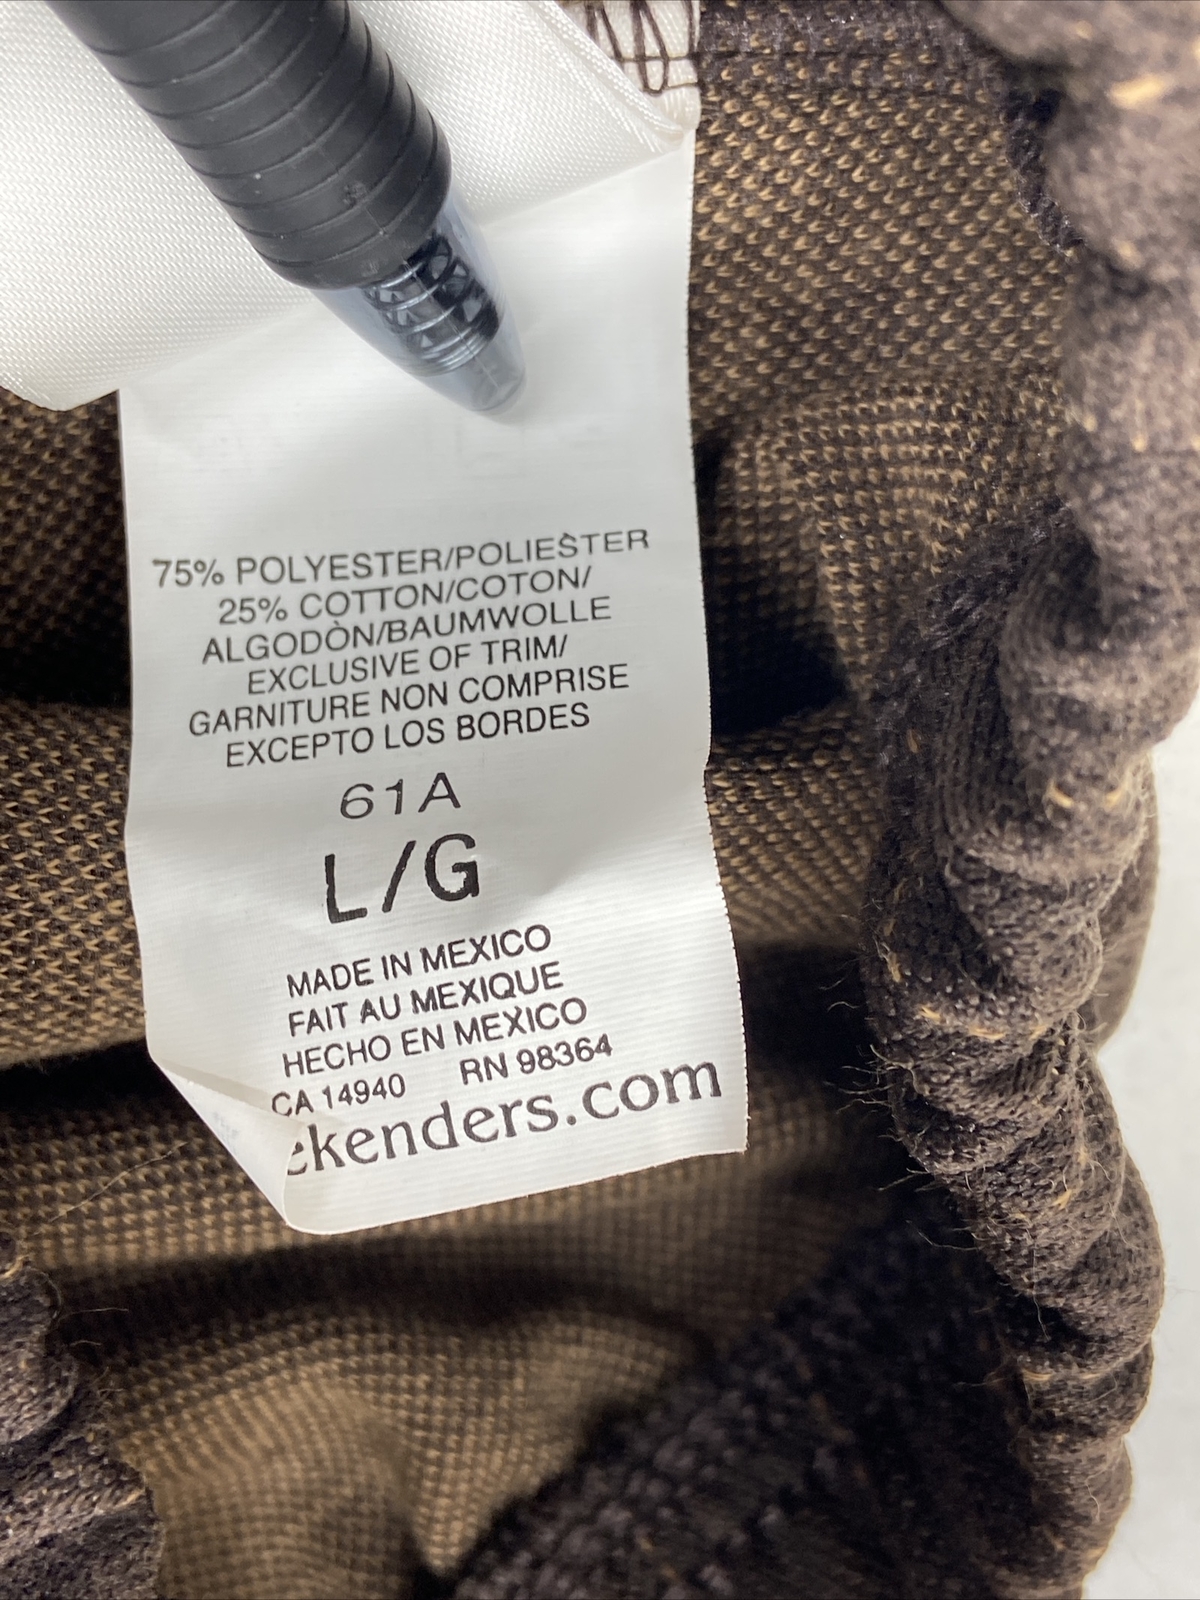 75% POLYESTER/POLIESTER
25% COTTON/COTON/
ALGODÒN/BAUMWOLLE
EXCLUSIVE OF TRIM/
GARNITURE NON COMPRISE
EXCEPTO LOS BORDES
61A
L/G
MADE IN MEXICO
FAIT AU MEXIQUE
HECHO EN MEXICO
CA 14940 RN 98364
ekenders.com